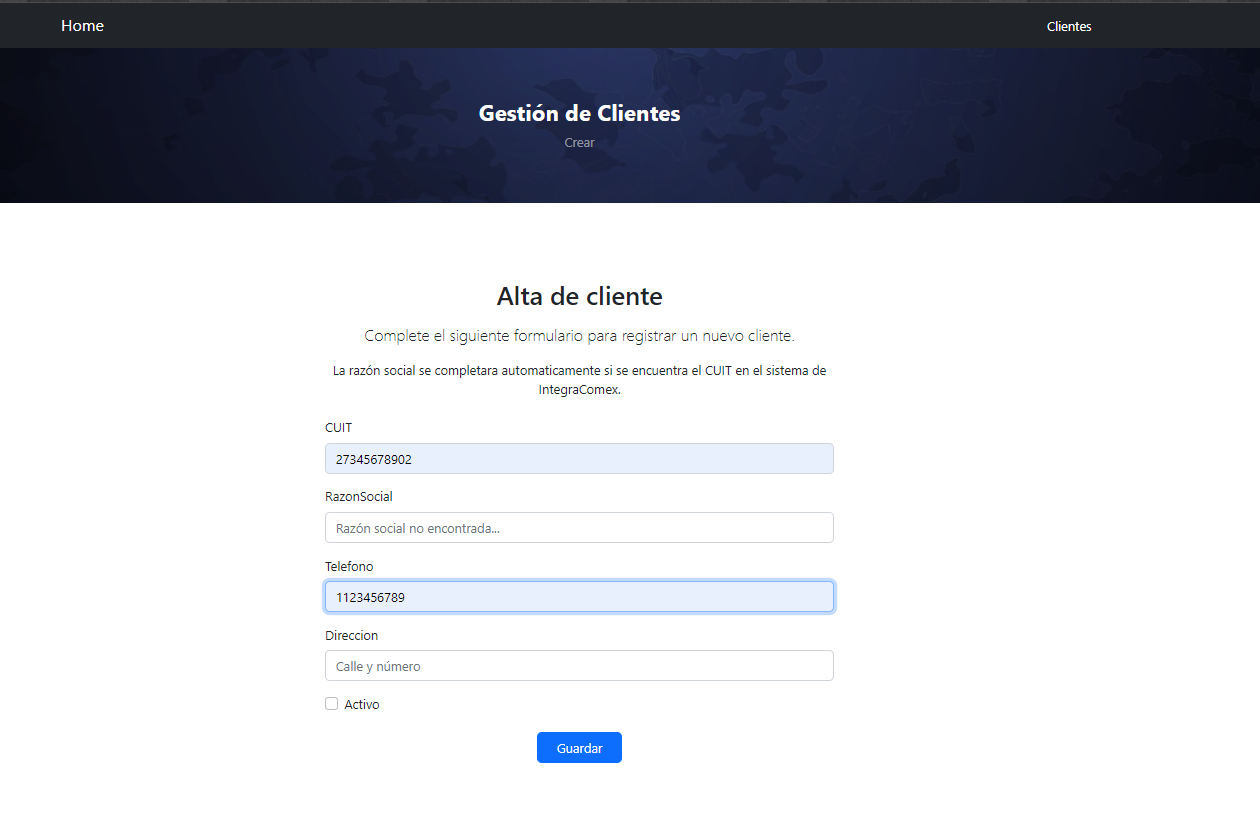 Home
Clientes
Gestión de Clientes
Crear
Alta de cliente
Complete el siguiente formulario para registrar un nuevo cliente.
La razón social se completara automaticamente si se encuentra el CUIT en el sistema de
IntegraComex.
CUIT
27345678902
RazonSocial
Razón social no encontrada...
Telefono
1123456789
Direccion
Calle y número
Activo
Guardar